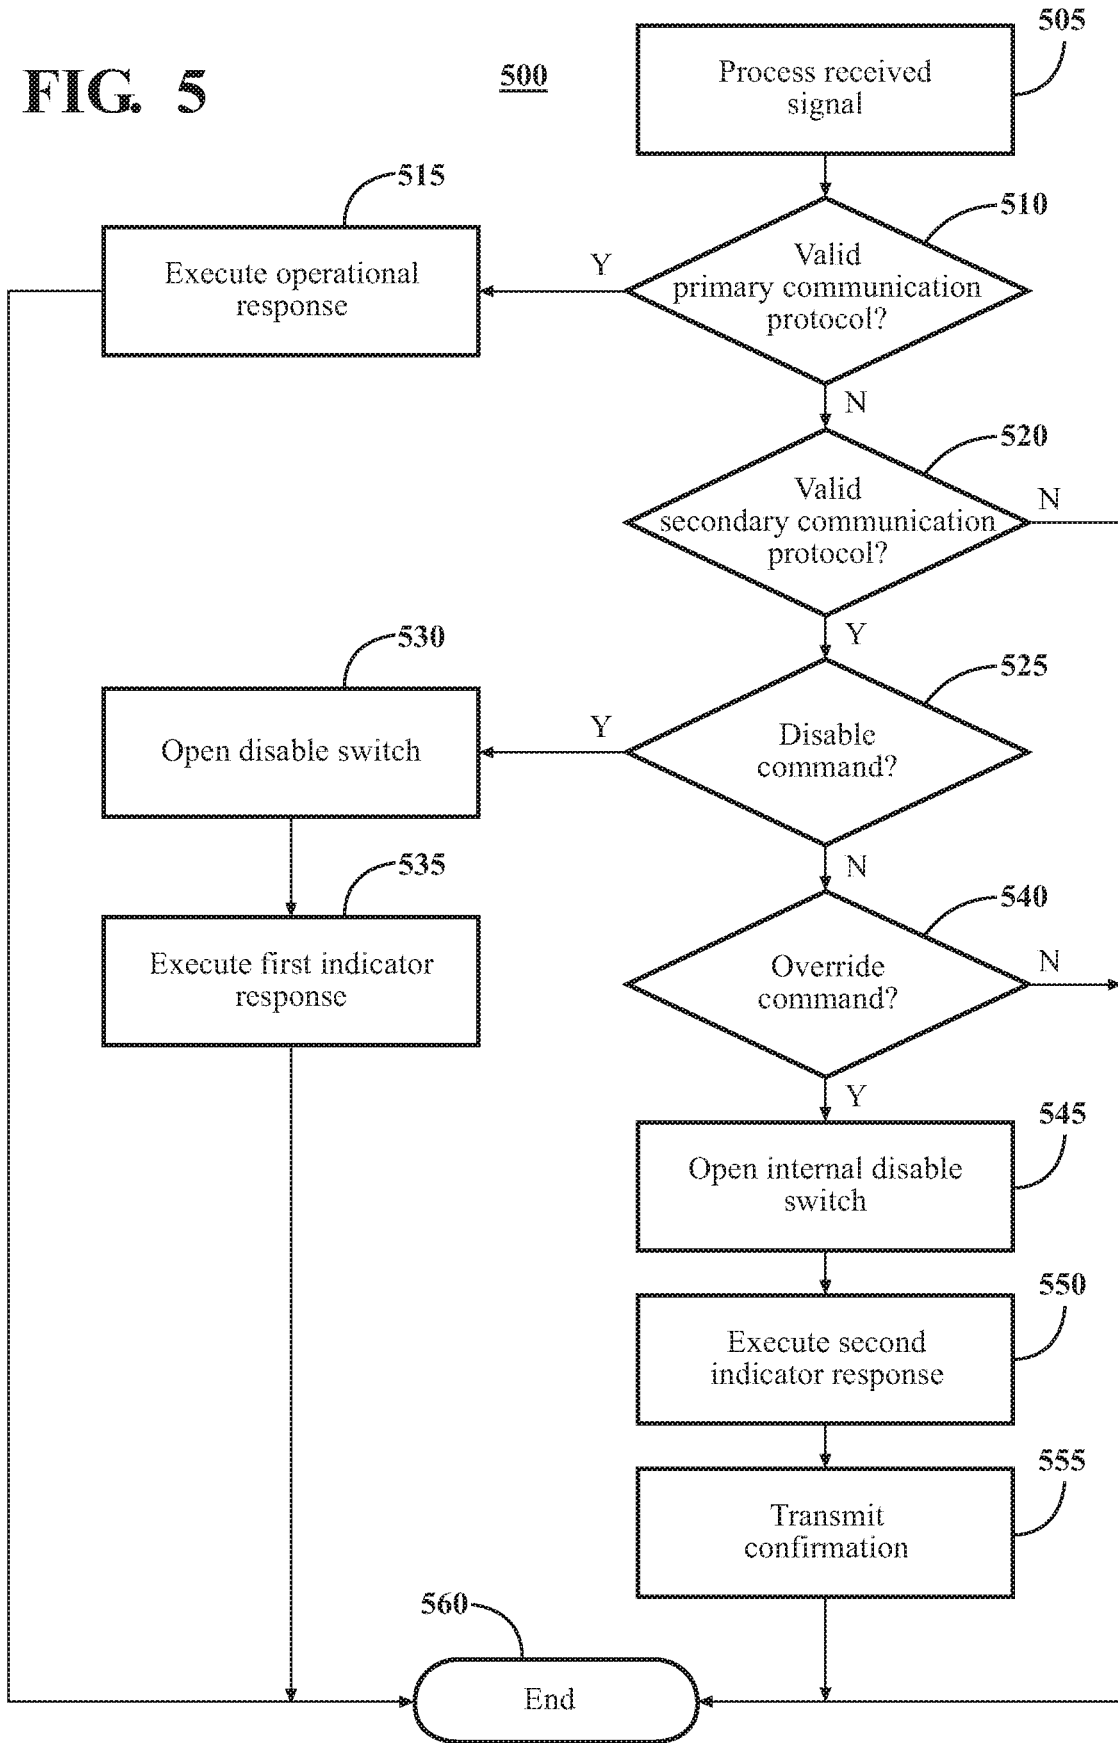 FIG. 5
500
505
Process received
signal
510
Valid
primary communication
protocol?
Y
N
515
Execute operational
response
520
Valid
secondary communication
protocol?
N
Y
525
Disable
command?
Y
N
530
Open disable switch
535
Execute first indicator
response
540
Override
command?
N
Y
545
Open internal disable
switch
550
Execute second
indicator response
555
Transmit
confirmation
560
End